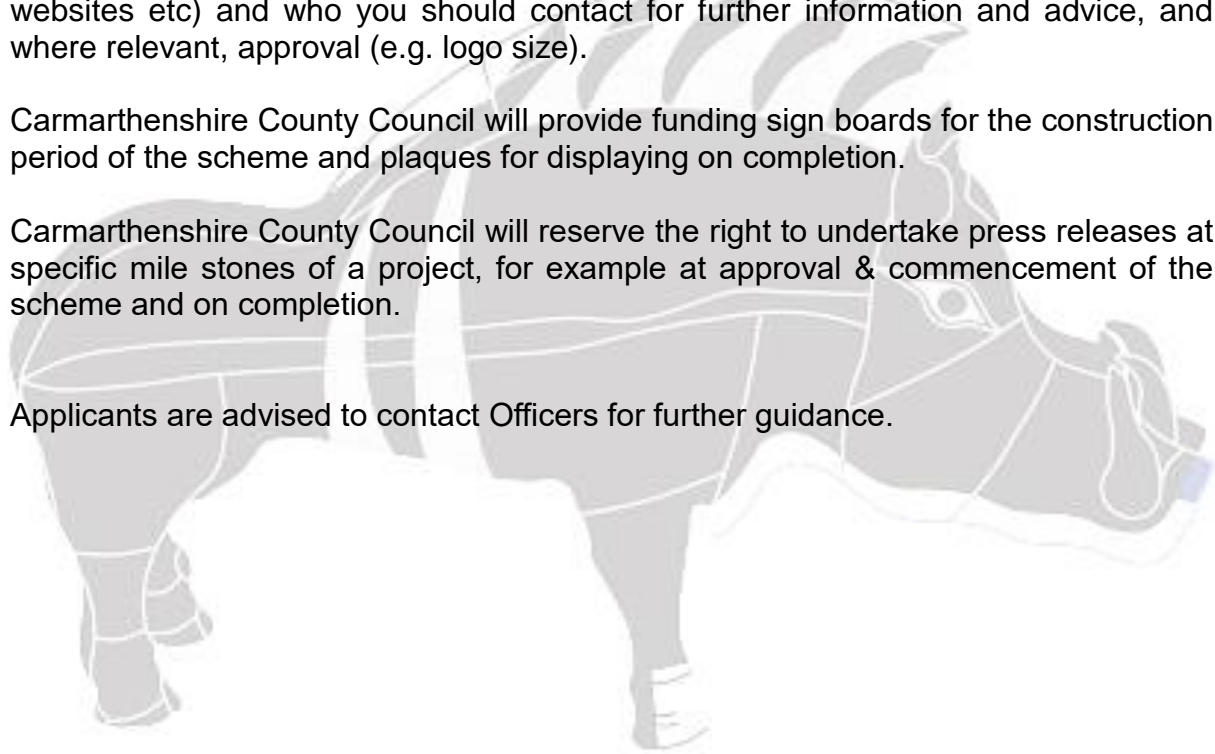 websites etc) and who you should contact for further information and advice, and
where relevant, approval (e.g. logo size).
Carmarthenshire County Council will provide funding sign boards for the construction
period of the scheme and plaques for displaying on completion.
Carmarthenshire County Council will reserve the right to undertake press releases at
specific mile stones of a project, for example at approval & commencement of the
scheme and on completion.
Applicants are advised to contact Officers for further guidance.